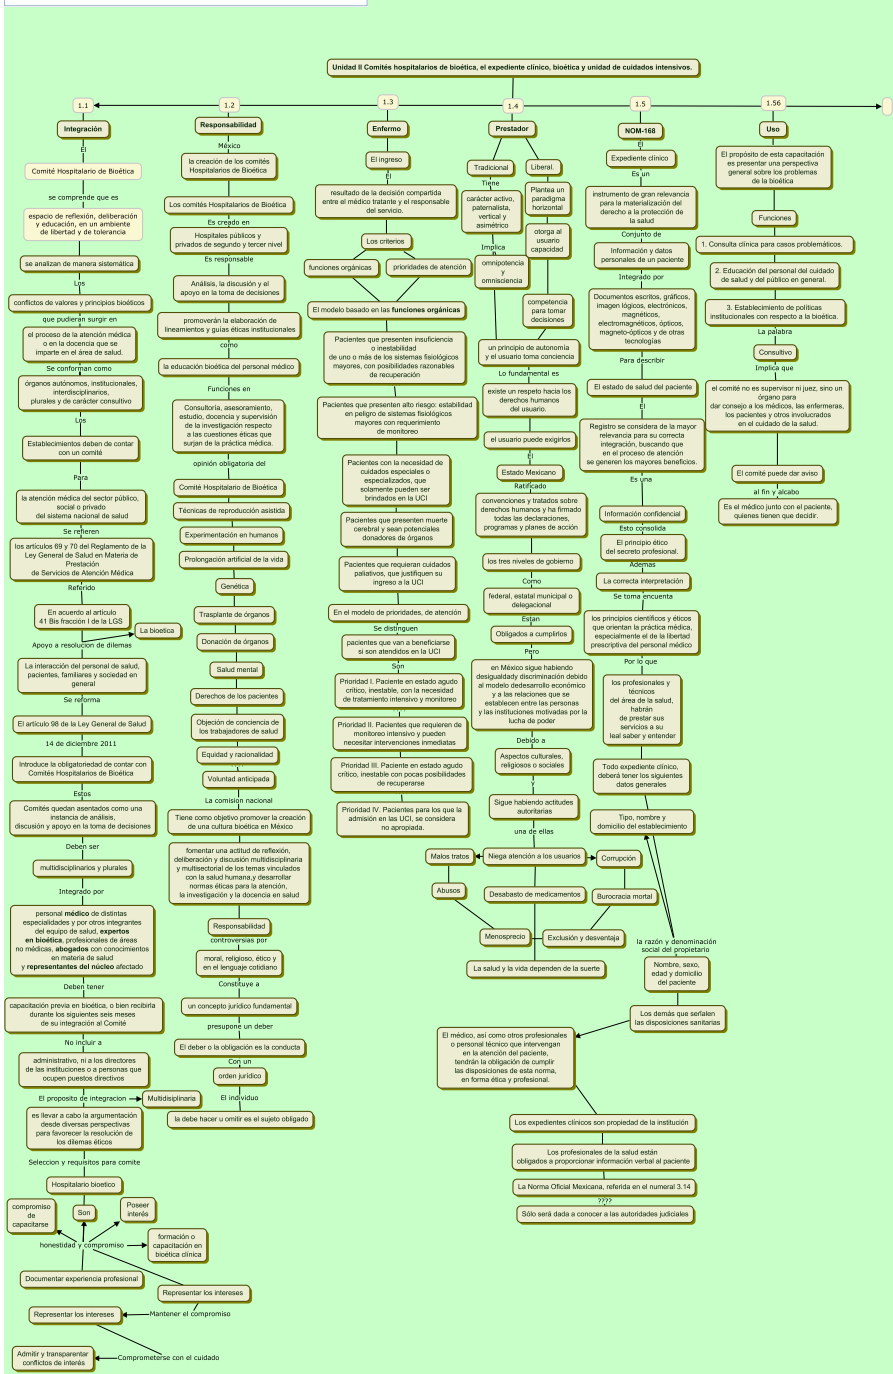 Unidad II Comités hospitalarios de bioética, el expediente clínico, bioética y unidad de cuidados intensivos.
1.1
Integración
El
Comité Hospitalario de Bioética
se comprende que es
espacio de reflexión, deliberación
y educación, en un ambiente
de libertad y de tolerancia
se analizan de manera sistemática
Los
conflictos de valores y principios bioéticos
que pudieran surgir en
el proceso de la atención médica
o en la docencia que se
imparte en el área de salud.
Se conforman como
órganos autónomos, institucionales,
interdisciplinarios,
plurales y de carácter consultivo
Los
Establecimientos deben de contar
con un comité
Para
la atención médica del sector público,
social o privado
del sistema nacional de salud
Se refieren
los artículos 69 y 70 del Reglamento de la
Ley General de Salud en Materia de
Prestación
de Servicios de Atención Médica
Referido
En acuerdo al artículo
41 Bis fracción I de la LGS
La bioetica
Apoyo a resolucion de dilemas
La interacción del personal de salud,
pacientes, familiares y sociedad en
general
Se reforma
El artículo 98 de la Ley General de Salud
14 de diciembre 2011
Introduce la obligatoriedad de contar con
Comités Hospitalarios de Bioética
Estos
Comités quedan asentados como una
instancia de análisis,
discusión y apoyo en la toma de decisiones
Deben ser
multidisciplinarios y plurales
Integrado por
personal médico de distintas
especialidades y por otros integrantes
del equipo de salud, expertos
en bioética, profesionales de áreas
no médicas, abogados con conocimientos
en materia de salud
y representantes del núcleo afectado
Deben tener
capacitación previa en bioética, o bien recibirla
durante los siguientes seis meses
de su integración al Comité
No incluir a
administrativo, ni a los directores
de las instituciones o a personas que
ocupen puestos directivos
El proposito de integracion
Multidisiplinaria
es llevar a cabo la argumentación
desde diversas perspectivas
para favorecer la resolución de
los dilemas éticos
Seleccion y requisitos para comite
Hospitalario bioetico
compromiso
de
capacitarse
Son
Poseer
interés
honestidad y compromiso
formación o
capacitación en
bioética clínica
Documentar experiencia profesional
Representar los intereses
Mantener el compromiso
Representar los intereses
Comprometerse con el cuidado
Admitir y transparentar
conflictos de interés
1.2
Responsabilidad
México
la creación de los comités
Hospitalarios de Bioética
Los comités Hospitalarios de Bioética
Es creado en
Hospitales públicos y
privados de segundo y tercer nivel
Es responsable
Análisis, la discusión y el
apoyo en la toma de decisiones
promoverán la elaboración de
lineamientos y guías éticas institucionales
como
la educación bioética del personal médico
Funciones en
Consultoría, asesoramiento,
estudio, docencia y supervisión
de la investigación respecto
a las cuestiones éticas que
surjan de la práctica médica.
opinión obligatoria del
Comité Hospitalario de Bioética
Técnicas de reproducción asistida
Experimentación en humanos
Prolongación artificial de la vida
Genética
Trasplante de órganos
Donación de órganos
Salud mental
Derechos de los pacientes
Objeción de conciencia de
los trabajadores de salud
Equidad y racionalidad
Voluntad anticipada
La comision nacional
Tiene como objetivo promover la creación
de una cultura bioética en México
fomentar una actitud de reflexión,
deliberación y discusión multidisciplinaria
y multisectorial de los temas vinculados
con la salud humana,y desarrollar
normas éticas para la atención,
la investigación y la docencia en salud
Responsabilidad
controversias por
moral, religioso, ético y
en el lenguaje cotidiano
Constituye a
un concepto jurídico fundamental
presupone un deber
El deber o la obligación es la conducta
Con un
orden jurídico
El individuo
la debe hacer u omitir es el sujeto obligado
1.3
Enfermo
El ingreso
El
resultado de la decisión compartida
entre el médico tratante y el responsable
del servicio.
Los criterios
funciones orgánicas
prioridades de atención
El modelo basado en las funciones orgánicas
Pacientes que presenten insuficiencia
o inestabilidad
de uno o más de los sistemas fisiológicos
mayores, con posibilidades razonables
de recuperación
Pacientes que presenten alto riesgo: estabilidad
en peligro de sistemas fisiológicos
mayores con requerimiento
de monitoreo
Pacientes con la necesidad de
cuidados especiales o
especializados, que
solamente pueden ser
brindados en la UCI
Pacientes que presenten muerte
cerebral y sean potenciales
donadores de órganos
Pacientes que requieran cuidados
paliativos, que justifiquen su
ingreso a la UCI
En el modelo de prioridades, de atención
Se distinguen
pacientes que van a beneficiarse
si son atendidos en la UCI
Son
Prioridad I. Paciente en estado agudo
crítico, inestable, con la necesidad
de tratamiento intensivo y monitoreo
Prioridad II. Pacientes que requieren de
monitoreo intensivo y pueden
necesitar intervenciones inmediatas
Prioridad III. Paciente en estado agudo
crítico, inestable con pocas posibilidades
de recuperarse
Prioridad IV. Pacientes para los que la
admisión en las UCI, se considera
no apropiada.
1.4
Prestador
Tradicional
Liberal.
Tiene
carácter activo,
paternalista,
vertical y
asimétrico
Plantea un
paradigma
horizontal
Implica
otorga al
usuario
capacidad
omnipotencia
y
omnisciencia
competencia
para tomar
decisiones
un principio de autonomía
y el usuario toma conciencia
Lo fundamental es
existe un respeto hacia los
derechos humanos
del usuario.
el usuario puede exigirlos
El
Estado Mexicano
Ratificado
convenciones y tratados sobre
derechos humanos y ha firmado
todas las declaraciones,
programas y planes de acción
los tres niveles de gobierno
Como
federal, estatal municipal o
delegacional
Estan
Obligados a cumplirlos
Pero
en México sigue habiendo
desigualdady discriminación debido
al modelo dedesarrollo económico
y a las relaciones que se
establecen entre las personas
y las instituciones motivadas por la
lucha de poder
Debido a
Aspectos culturales,
religiosos o sociales
y
Sigue habiendo actitudes
autoritarias
una de ellas
Malos tratos
Niega atención a los usuarios
Corrupción
Abusos
Desabasto de medicamentos
Burocracia mortal
Menosprecio
Exclusión y desventaja
La salud y la vida dependen de la suerte
1.5
NOM-168
El
Expediente clínico
Es un
instrumento de gran relevancia
para la materialización del
derecho a la protección de
la salud
Conjunto de
Información y datos
personales de un paciente
Integrado por
Documentos escritos, gráficos,
imagen lógicos, electrónicos,
magnéticos,
electromagnéticos, ópticos,
magneto-ópticos y de otras
tecnologías
Para describir
El estado de salud del paciente
El
Registro se considera de la mayor
relevancia para su correcta
integración, buscando que
en el proceso de atención
se generen los mayores beneficios.
Es una
Información confidencial
Esto consolida
El principio ético
del secreto profesional.
Ademas
La correcta interpretación
Se toma encuenta
los principios científicos y éticos
que orientan la práctica médica,
especialmente el de la libertad
prescriptiva del personal médico
Por lo que
los profesionales y
técnicos
del área de la salud,
habrán
de prestar sus
servicios a su
leal saber y entender
Todo expediente clínico,
deberá tener los siguientes
datos generales
Tipo, nombre y
domicilio del establecimiento
la razón y denominación
social del propietario
Nombre, sexo,
edad y domicilio
del paciente
Los demás que señalen
las disposiciones sanitarias
El médico, así como otros profesionales
o personal técnico que intervengan
en la atención del paciente,
tendrán la obligación de cumplir
las disposiciones de esta norma,
en forma ética y profesional.
Los expedientes clínicos son propiedad de la institución
Los profesionales de la salud están
obligados a proporcionar información verbal al paciente
La Norma Oficial Mexicana, referida en el numeral 3.14
????
Sólo será dada a conocer a las autoridades judiciales
1.56
Uso
El propósito de esta capacitación
es presentar una perspectiva
general sobre los problemas
de la bioética
Funciones
1. Consulta clínica para casos problemáticos.
2. Educación del personal del cuidado
de salud y del público en general.
3. Establecimiento de políticas
institucionales con respecto a la bioética.
La palabra
Consultivo
Implica que
el comité no es supervisor ni juez, sino un
órgano para
dar consejo a los médicos, las enfermeras,
los pacientes y otros involucrados
en el cuidado de la salud.
El comité puede dar aviso
al fin y alcabo
Es el médico junto con el paciente,
quienes tienen que decidir.